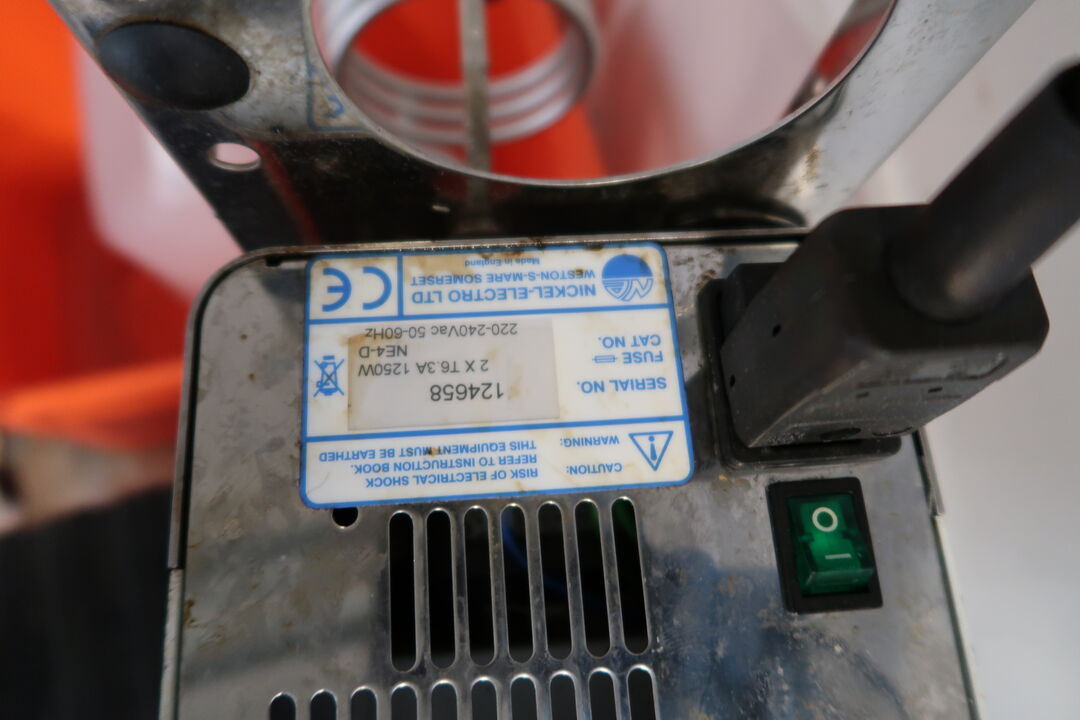 NICKEL-ELECTRO LTD
WESTON-S-MARE SOMERSET
Made in England
CE
SERIAL NO. 124658
FUSE 2 X T6.3A 1250W
CAT NO. NE4-D
220-240Vac 50-60Hz
CAUTION: RISK OF ELECTRICAL SHOCK
REFER TO INSTRUCTION BOOK.
WARNING: THIS EQUIPMENT MUST BE EARTHED